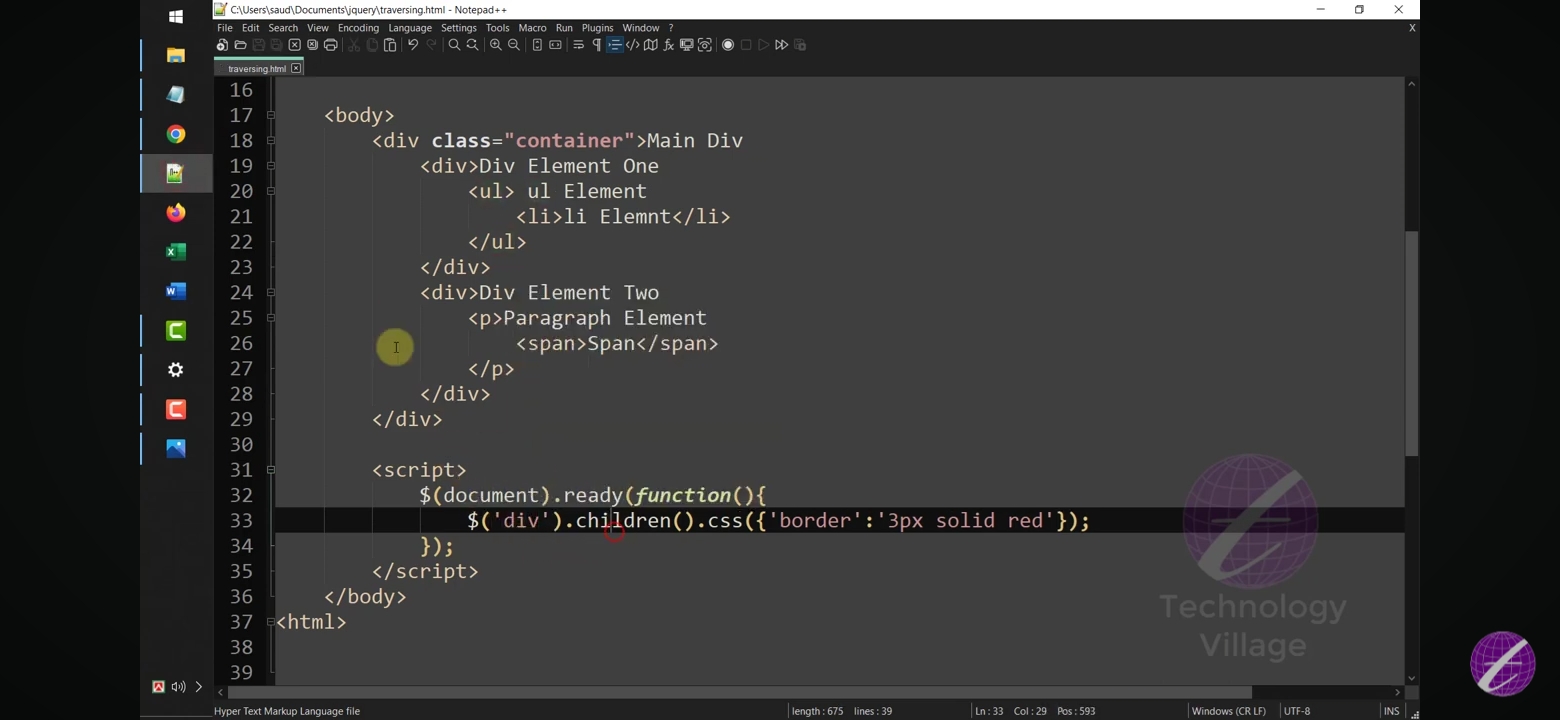 C:\Users\saud\Documents\jquery\traversing.html - Notepad++
File Edit Search View Encoding Language Settings Tools Macro Run Plugins Window ? X
traversing.html
16
17 <body>
18 <div class="container">Main Div
19 <div>Div Element One
20 <ul> ul Element
21 <li>li Elemnt</li>
22 </ul>
23 </div>
24 <div>Div Element Two
25 <p>Paragraph Element
26 <span>Span</span>
27 </p>
28 </div>
29 </div>
30
31 <script>
32 $(document).ready(function(){
33 $('div').children().css({'border':'3px solid red'});
34 });
35 </script>
36 </body>
37 <html>
38
39
Technology
Village
Hyper Text Markup Language file length : 675 lines : 39 Ln : 33 Col : 29 Pos : 593 Windows (CR LF) UTF-8 INS